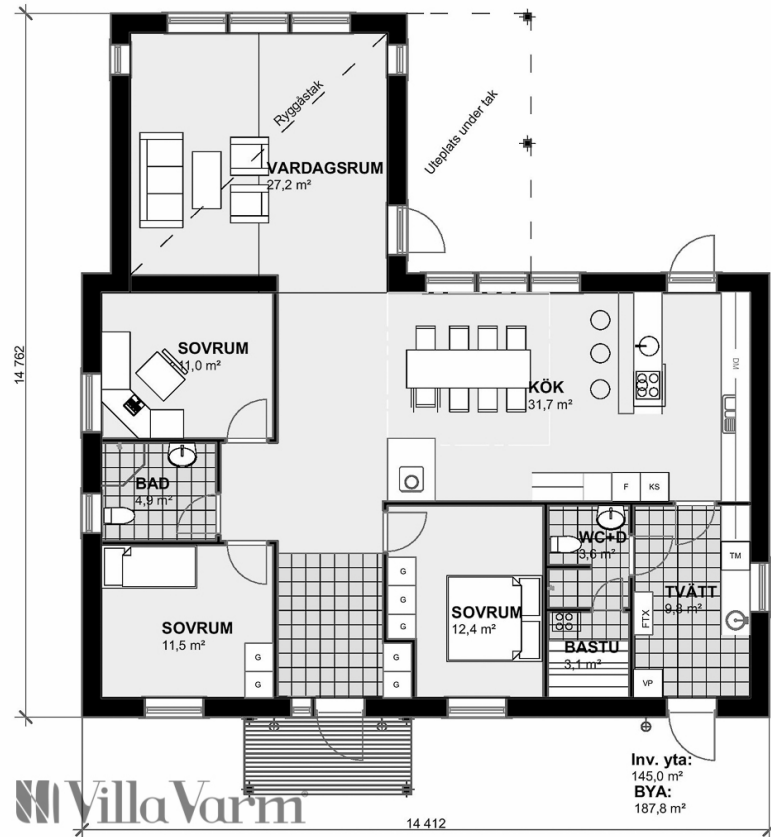 Ryggåstak
Uteplats under tak
VARDAGSRUM
27,2 m²
14 762
SOVRUM
11,0 m²
DM
KÖK
31,7 m²
BAD
4,9 m²
F
KS
WC+D
3,6 m²
TM
SOVRUM
11,5 m²
G
G
G
G
G
G
G
SOVRUM
12,4 m²
TVÄTT
9,8 m²
FTX
BASTU
3,1 m²
VP
Inv. yta:
145,0 m²
BYA:
187,8 m²
VillaVarm
14 412